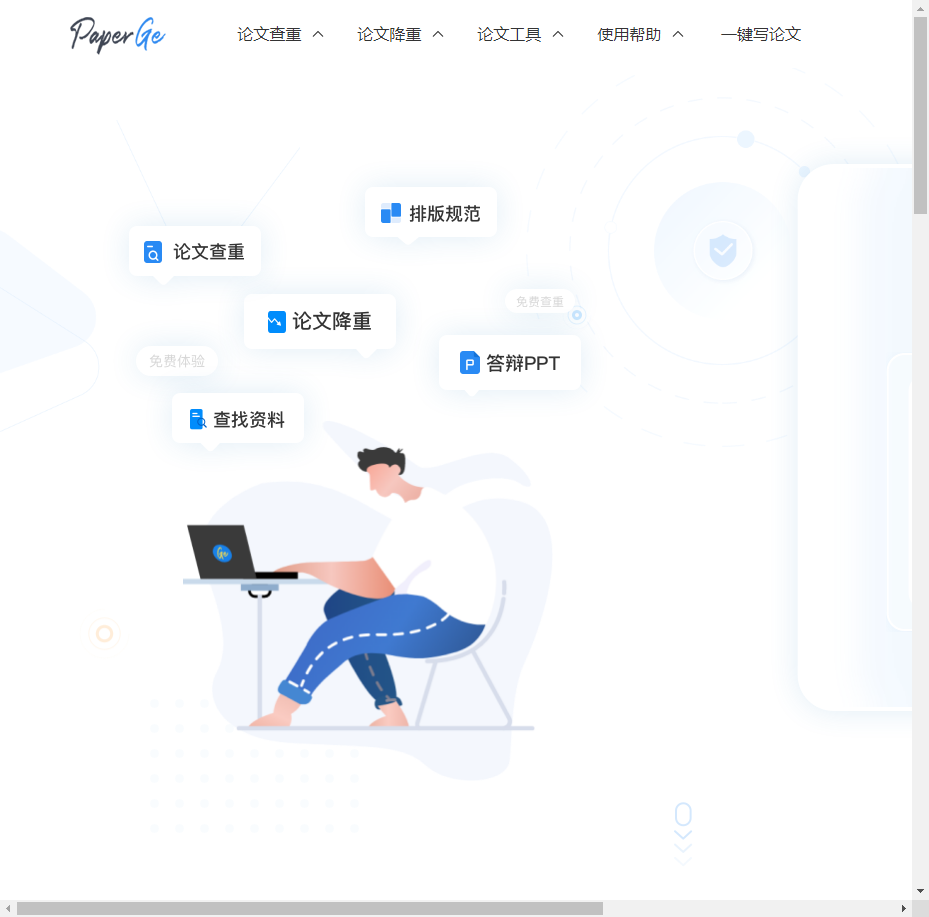 PaperGe
论文查重
论文降重
论文工具
使用帮助
一键写论文
排版规范
论文查重
免费查重
论文降重
免费体验
答辩PPT
查找资料
Ge